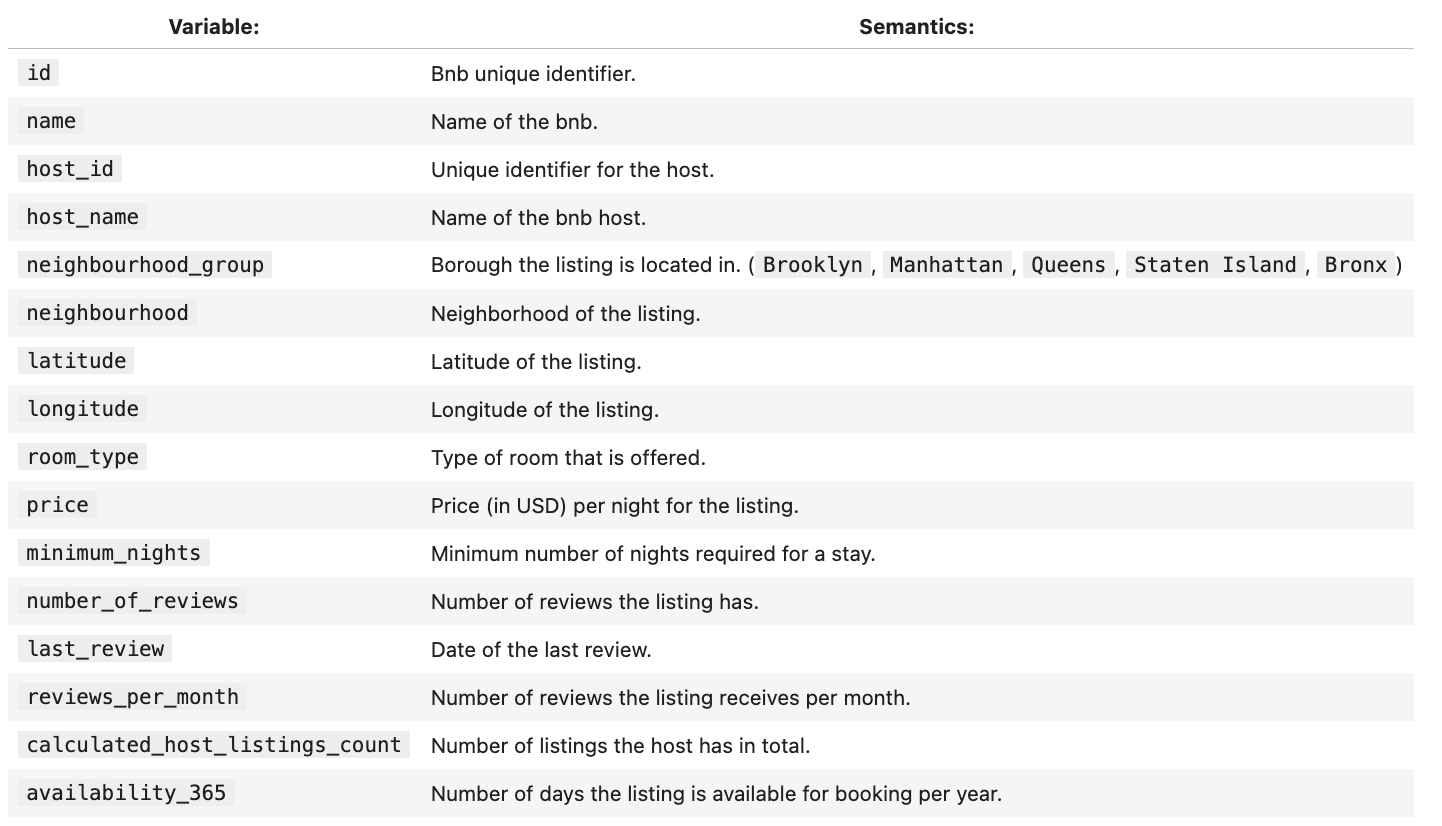 Variable: Semantics:
id Bnb unique identifier.
name Name of the bnb.
host_id Unique identifier for the host.
host_name Name of the bnb host.
neighbourhood_group Borough the listing is located in. ( Brooklyn , Manhattan , Queens , Staten Island , Bronx )
neighbourhood Neighborhood of the listing.
latitude Latitude of the listing.
longitude Longitude of the listing.
room_type Type of room that is offered.
price Price (in USD) per night for the listing.
minimum_nights Minimum number of nights required for a stay.
number_of_reviews Number of reviews the listing has.
last_review Date of the last review.
reviews_per_month Number of reviews the listing receives per month.
calculated_host_listings_count Number of listings the host has in total.
availability_365 Number of days the listing is available for booking per year.